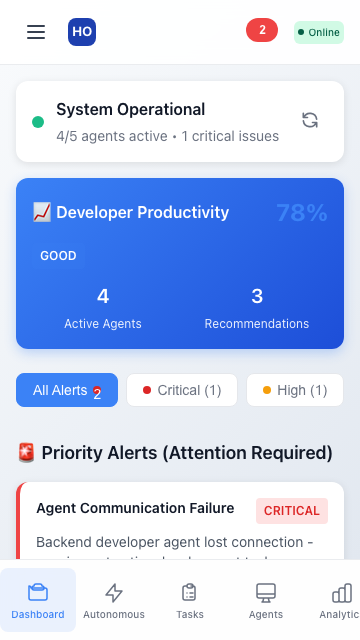 HO
2
Online
System Operational
4/5 agents active • 1 critical issues
Developer Productivity
78%
GOOD
4
3
Active Agents
Recommendations
All Alerts 2
Critical (1)
High (1)
Priority Alerts (Attention Required)
Agent Communication Failure
CRITICAL
Backend developer agent lost connection -
Dashboard
Autonomous
Tasks
Agents
Analytic